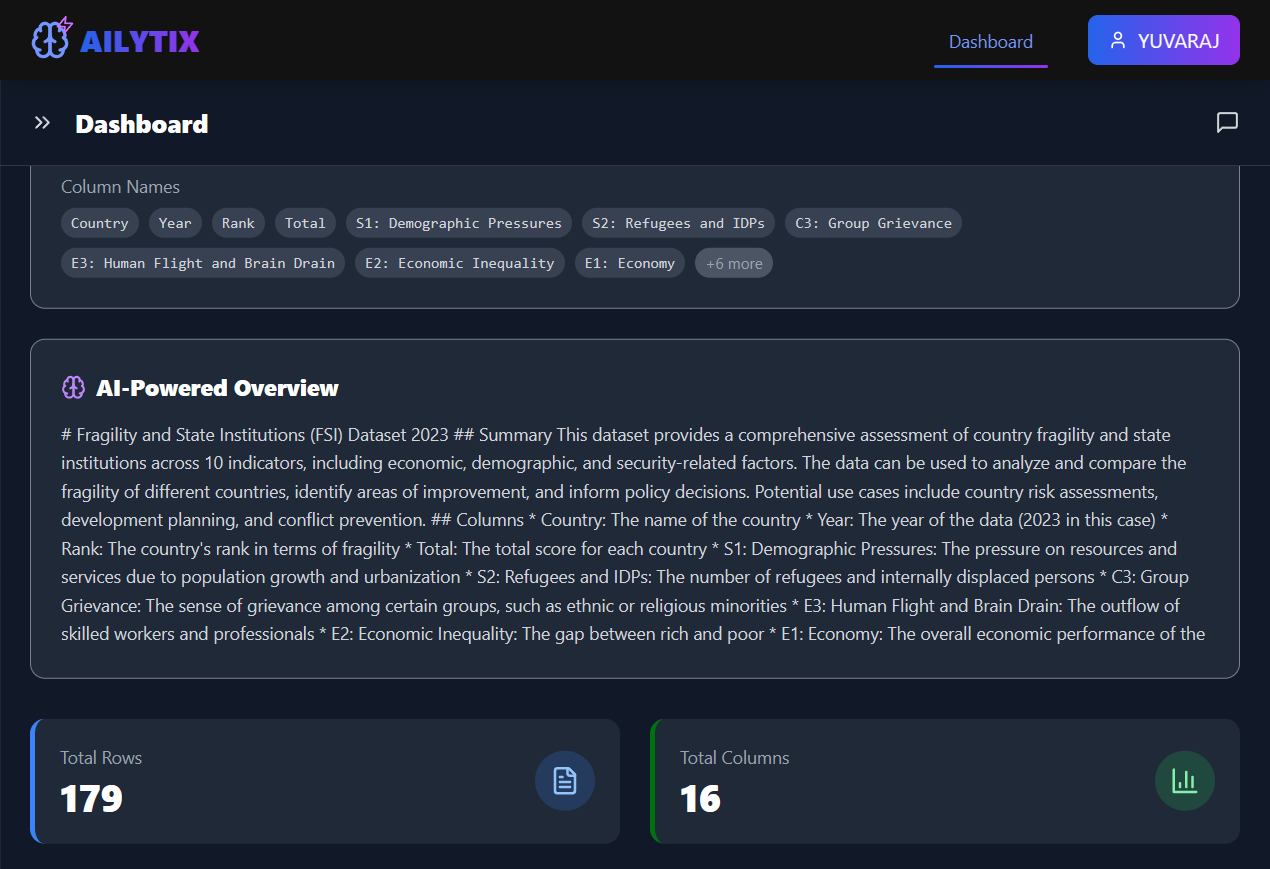 AILYTIX
Dashboard
YUVARAJ
Dashboard
Column Names
Country Year Rank Total S1: Demographic Pressures S2: Refugees and IDPs C3: Group Grievance
E3: Human Flight and Brain Drain E2: Economic Inequality E1: Economy +6 more
AI-Powered Overview
# Fragility and State Institutions (FSI) Dataset 2023 ## Summary This dataset provides a comprehensive assessment of country fragility and state
institutions across 10 indicators, including economic, demographic, and security-related factors. The data can be used to analyze and compare the
fragility of different countries, identify areas of improvement, and inform policy decisions. Potential use cases include country risk assessments,
development planning, and conflict prevention. ## Columns * Country: The name of the country * Year: The year of the data (2023 in this case) *
Rank: The country's rank in terms of fragility * Total: The total score for each country * S1: Demographic Pressures: The pressure on resources and
services due to population growth and urbanization * S2: Refugees and IDPs: The number of refugees and internally displaced persons * C3: Group
Grievance: The sense of grievance among certain groups, such as ethnic or religious minorities * E3: Human Flight and Brain Drain: The outflow of
skilled workers and professionals * E2: Economic Inequality: The gap between rich and poor * E1: Economy: The overall economic performance of the
Total Rows
179
Total Columns
16